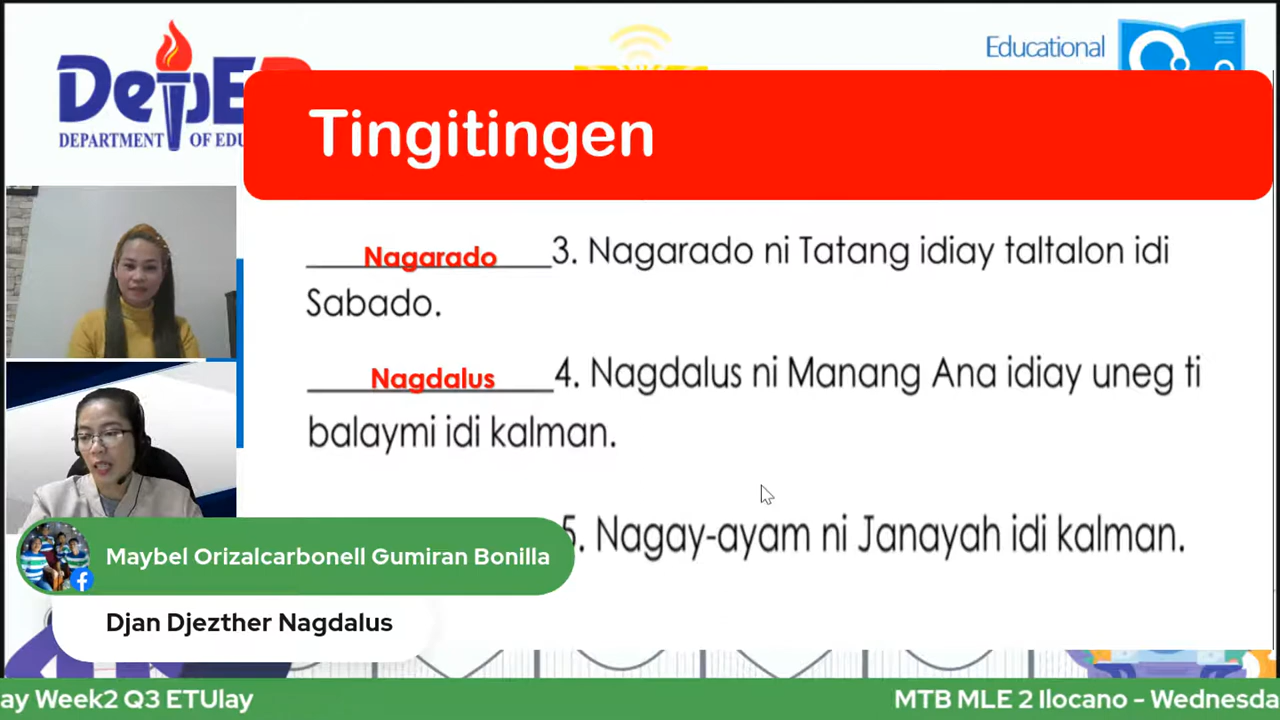 Educational
DepED
DEPARTMENT OF EDU
Tingitingen
Nagarado 3. Nagarado ni Tatang idiay taltalon idi
Sabado.
Nagdalus 4. Nagdalus ni Manang Ana idiay uneg ti
balaymi idi kalman.
5. Nagay-ayam ni Janayah idi kalman.
Maybel Orizalcarbonell Gumiran Bonilla
Djan Djezther Nagdalus
ay Week2 Q3 ETUlay
MTB MLE 2 Ilocano - Wednesda